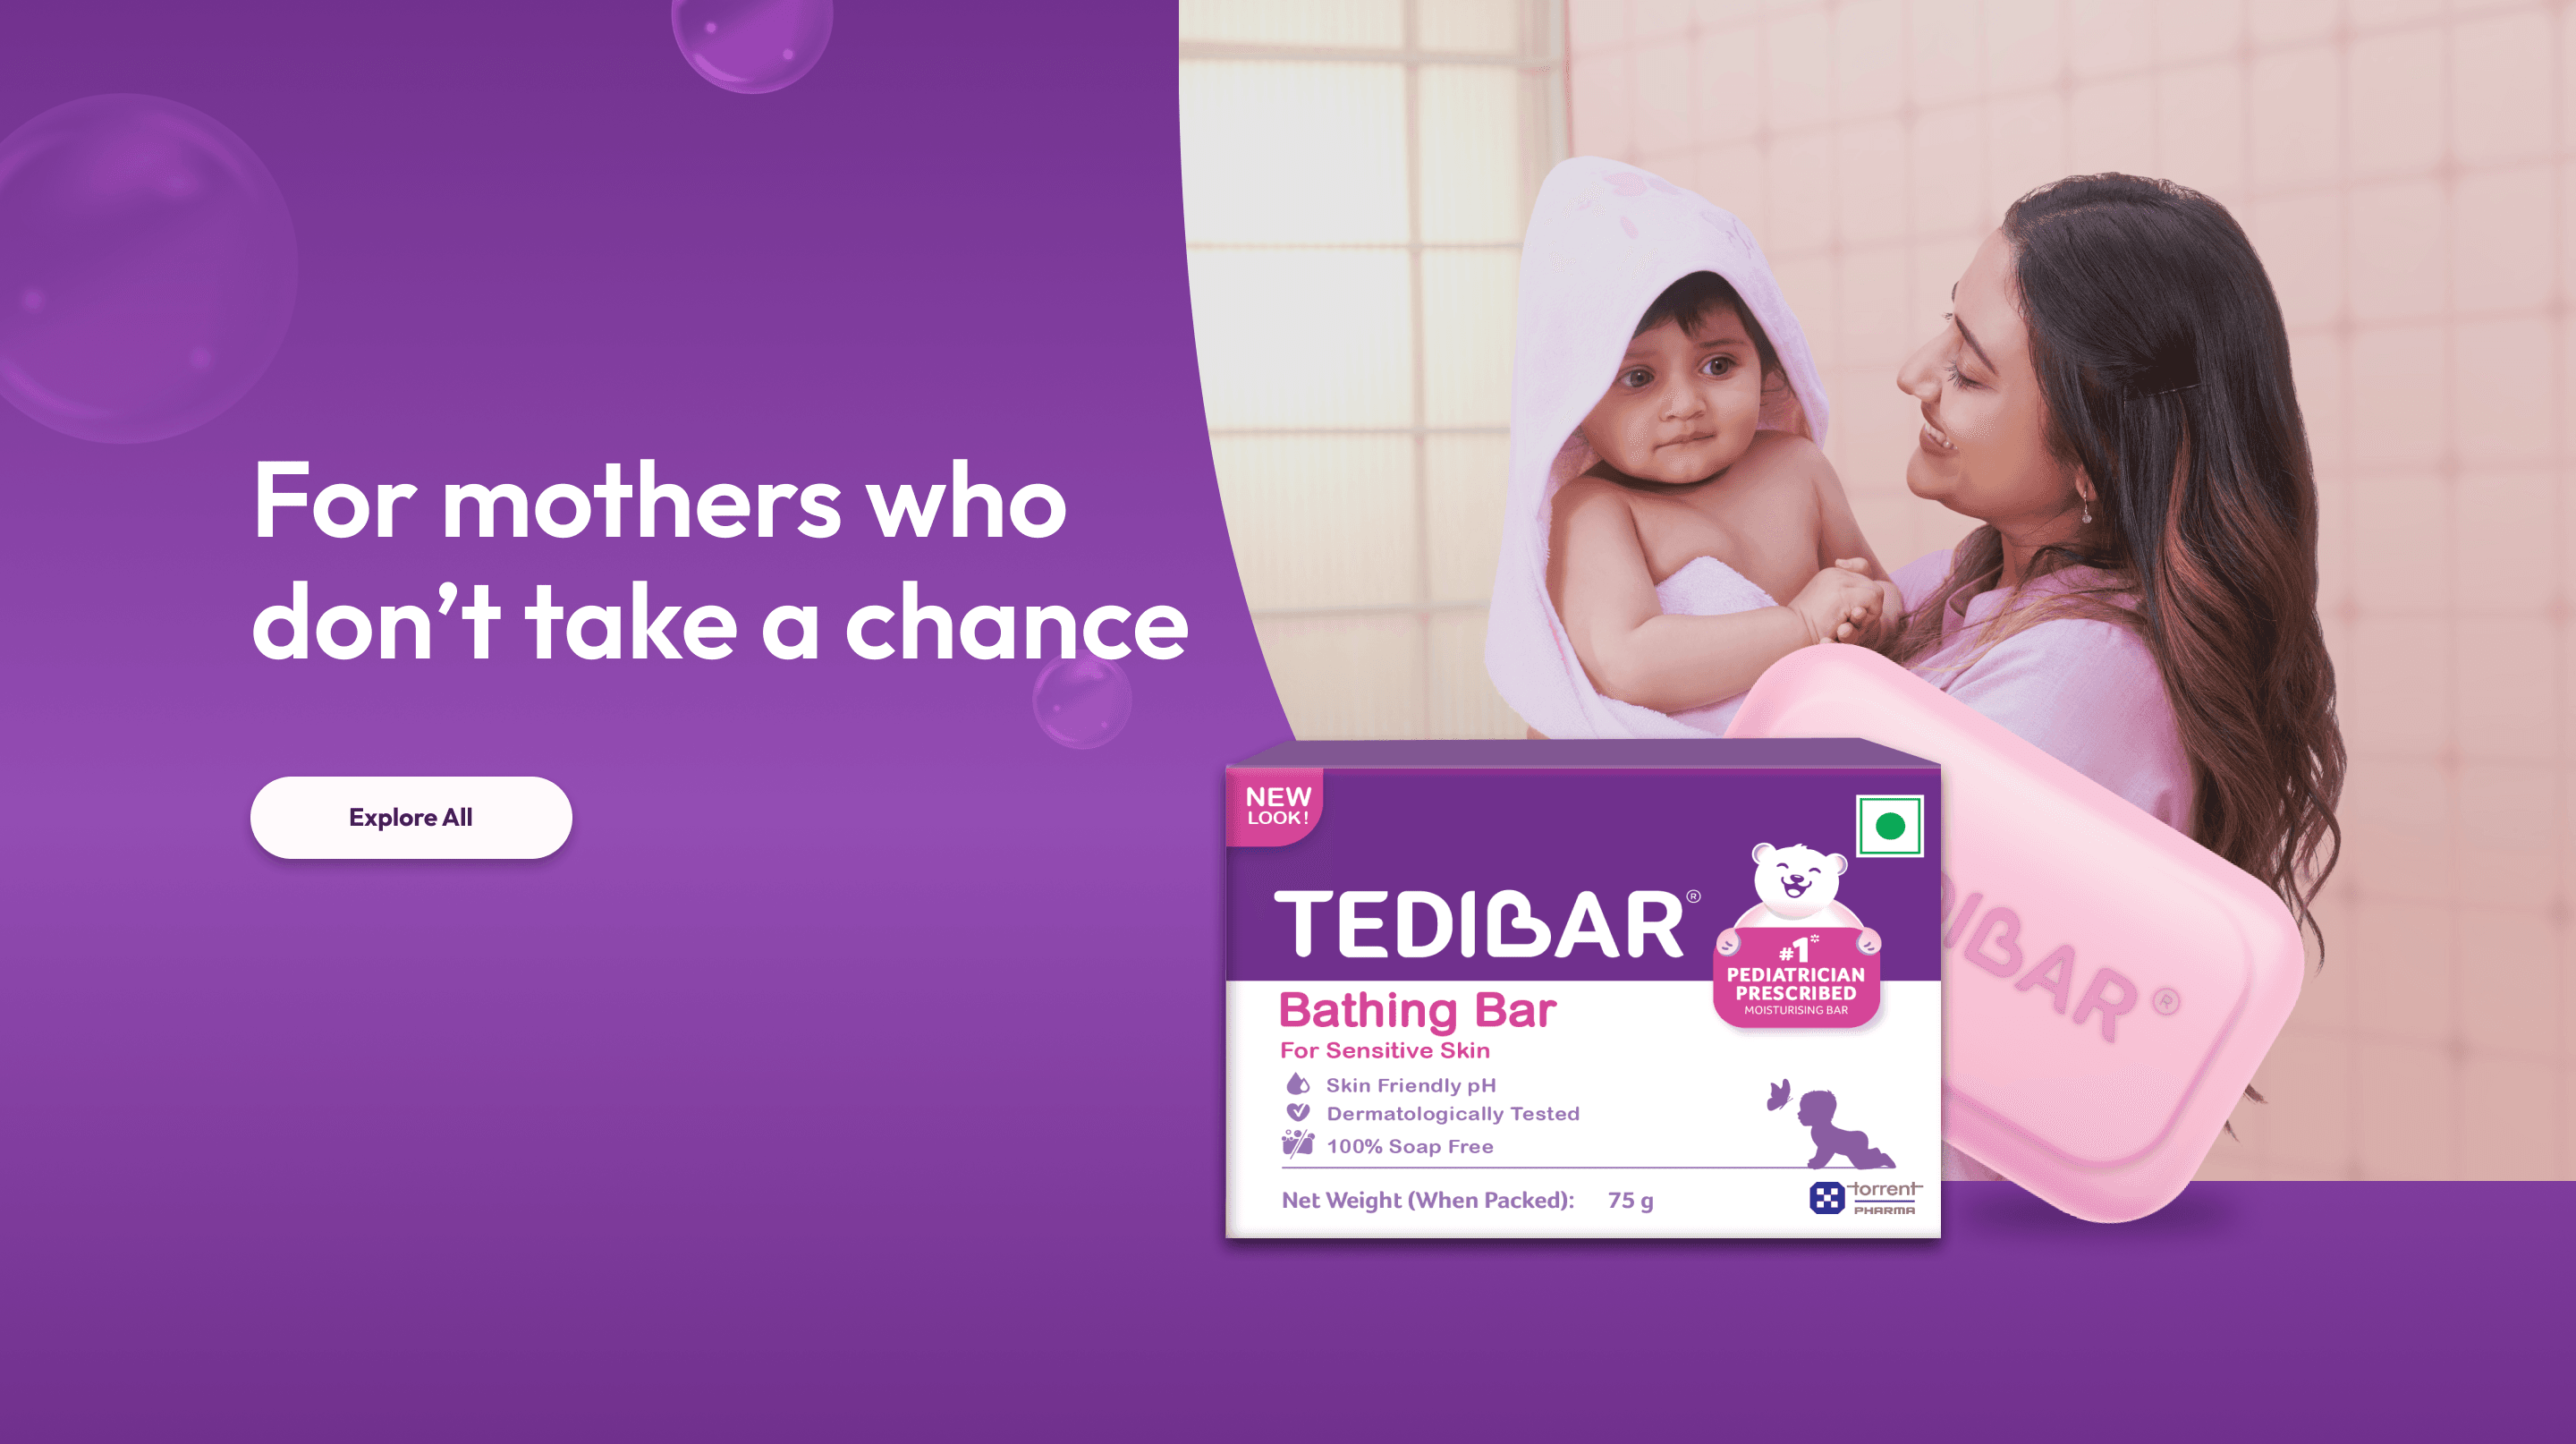 For mothers who
don’t take a chance
Explore All
NEW
LOOK!
TEDIBAR®
#1*
PEDIATRICIAN
PRESCRIBED
MOISTURISING BAR
Bathing Bar
For Sensitive Skin
Skin Friendly pH
Dermatologically Tested
100% Soap Free
Net Weight (When Packed): 75 g
torrent
PHARMA
DIBAR®